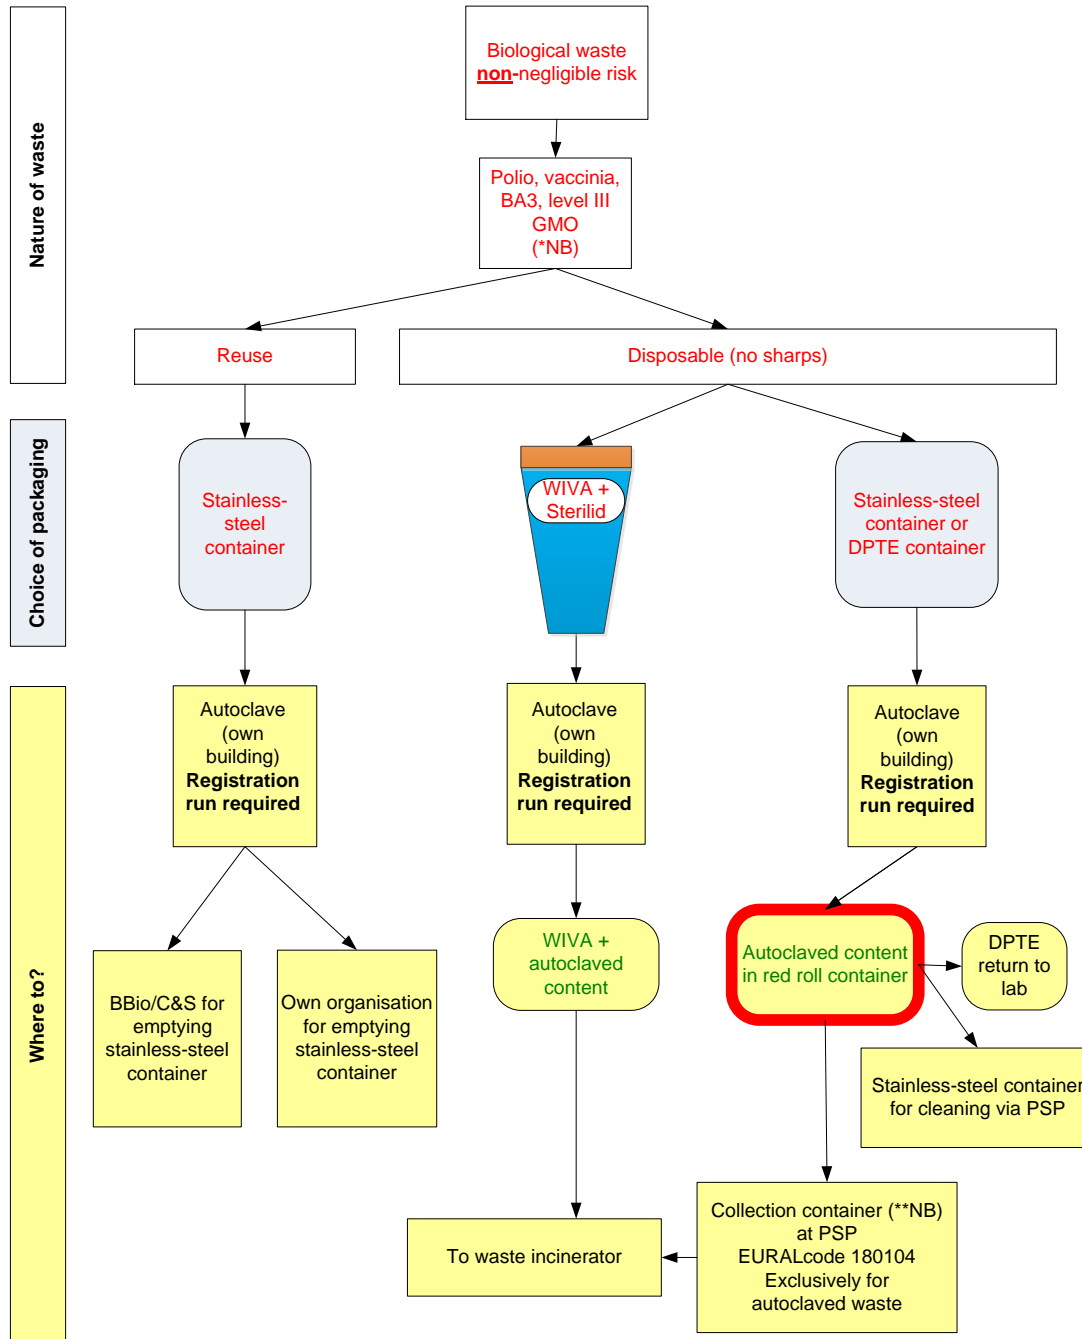 Nature of waste
Biological waste
non-negligible risk
Polio, vaccinia,
BA3, level III
GMO
(*NB)
Reuse
Disposable (no sharps)
Choice of packaging
Stainless-
steel
container
WIVA +
Sterilid
Stainless-steel
container or
DPTE container
Where to?
Autoclave
(own
building)
Registration
run required
Autoclave
(own
building)
Registration
run required
Autoclave
(own
building)
Registration
run required
BBio/C&S for
emptying
stainless-steel
container
Own organisation
for emptying
stainless-steel
container
WIVA +
autoclaved
content
Autoclaved content
in red roll container
DPTE
return to
lab
Stainless-steel container
for cleaning via PSP
To waste incinerator
Collection container (**NB)
at PSP
EURALcode 180104
Exclusively for
autoclaved waste